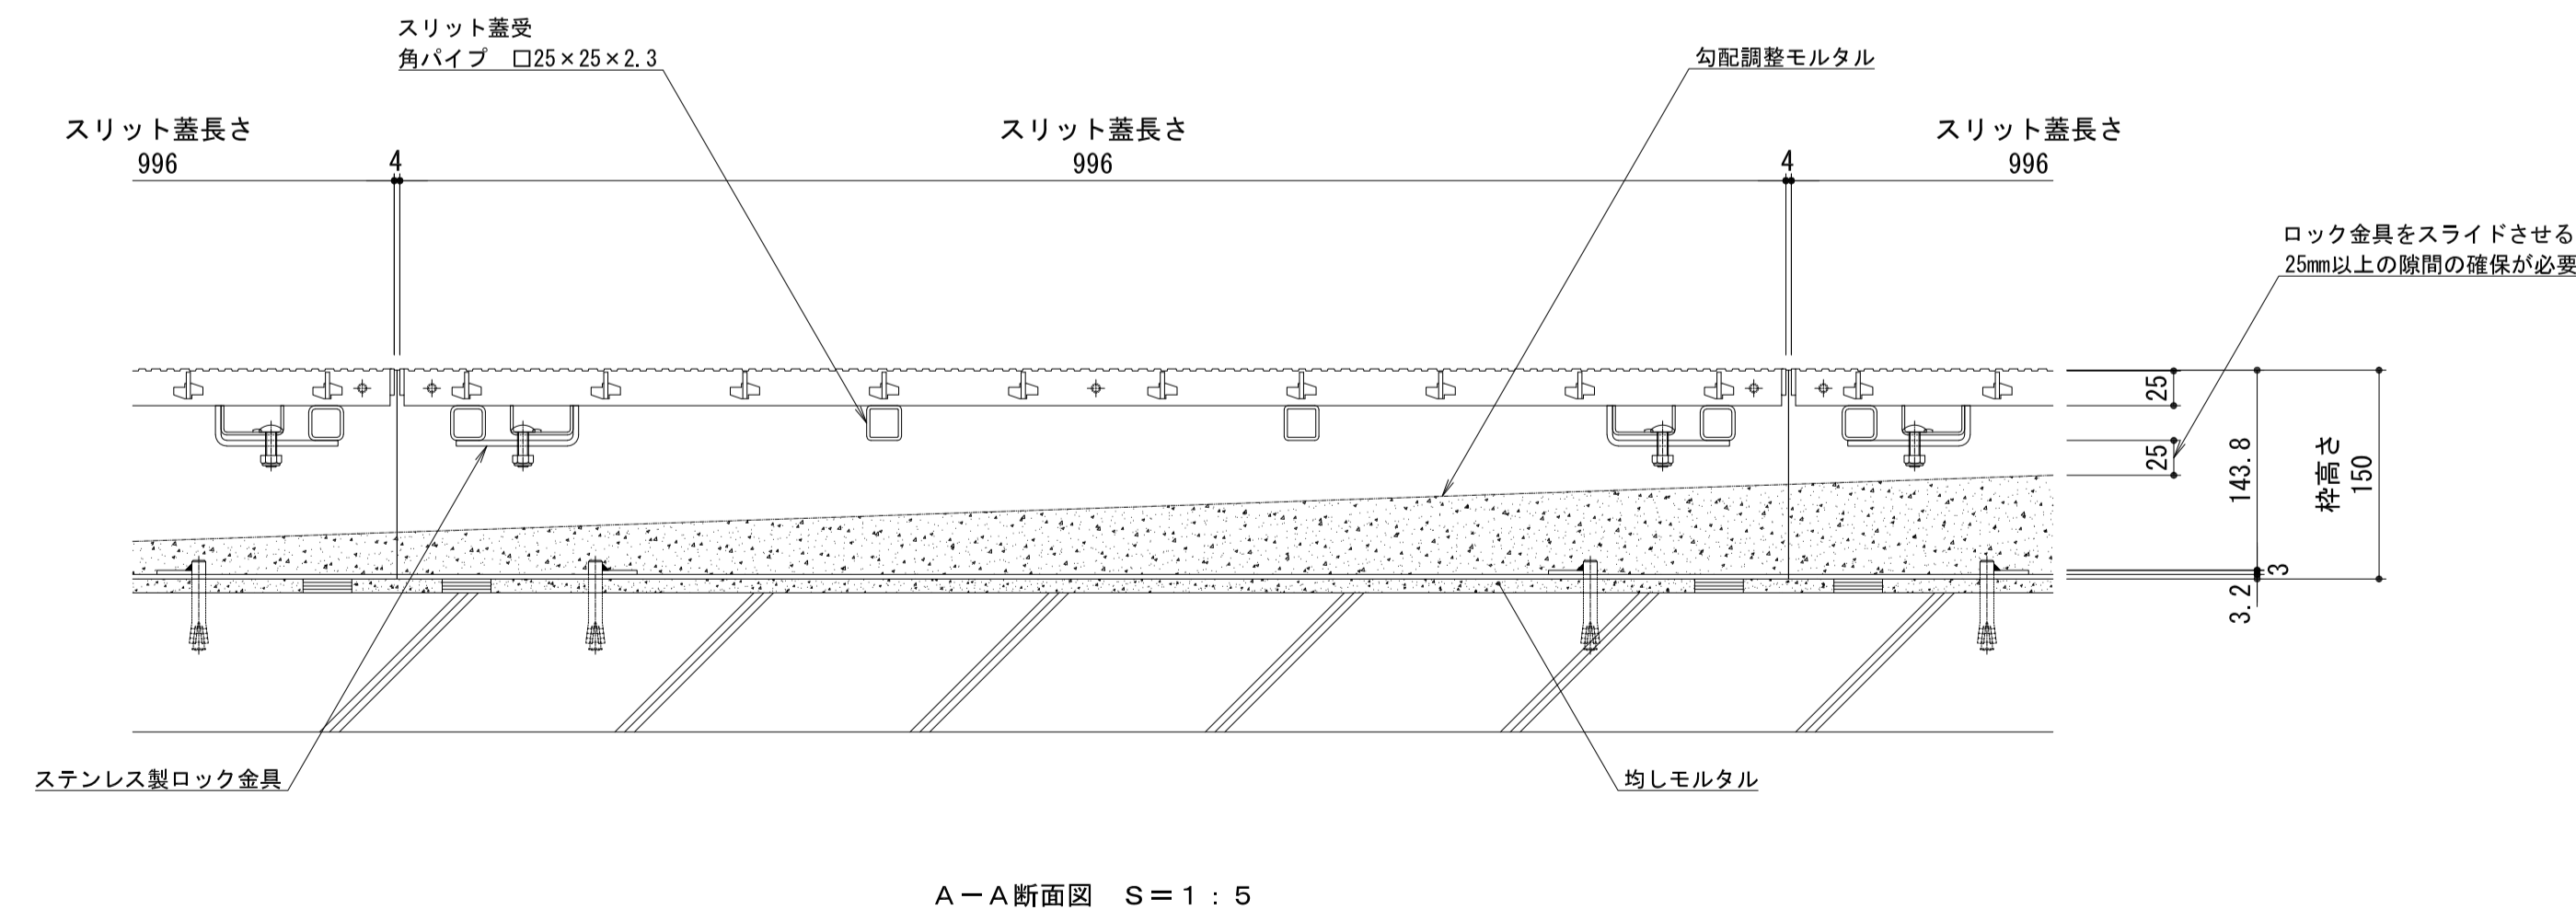 スリット蓋受
角パイプ　□25×25×2.3
勾配調整モルタル
スリット蓋長さ
996
4
スリット蓋長さ
996
4
スリット蓋長さ
996
ロック金具をスライドさせる
25mm以上の隙間の確保が必要
25
25
143.8
枠高さ
150
3
3.2
ステンレス製ロック金具
均しモルタル
A－A断面図　S＝1：5